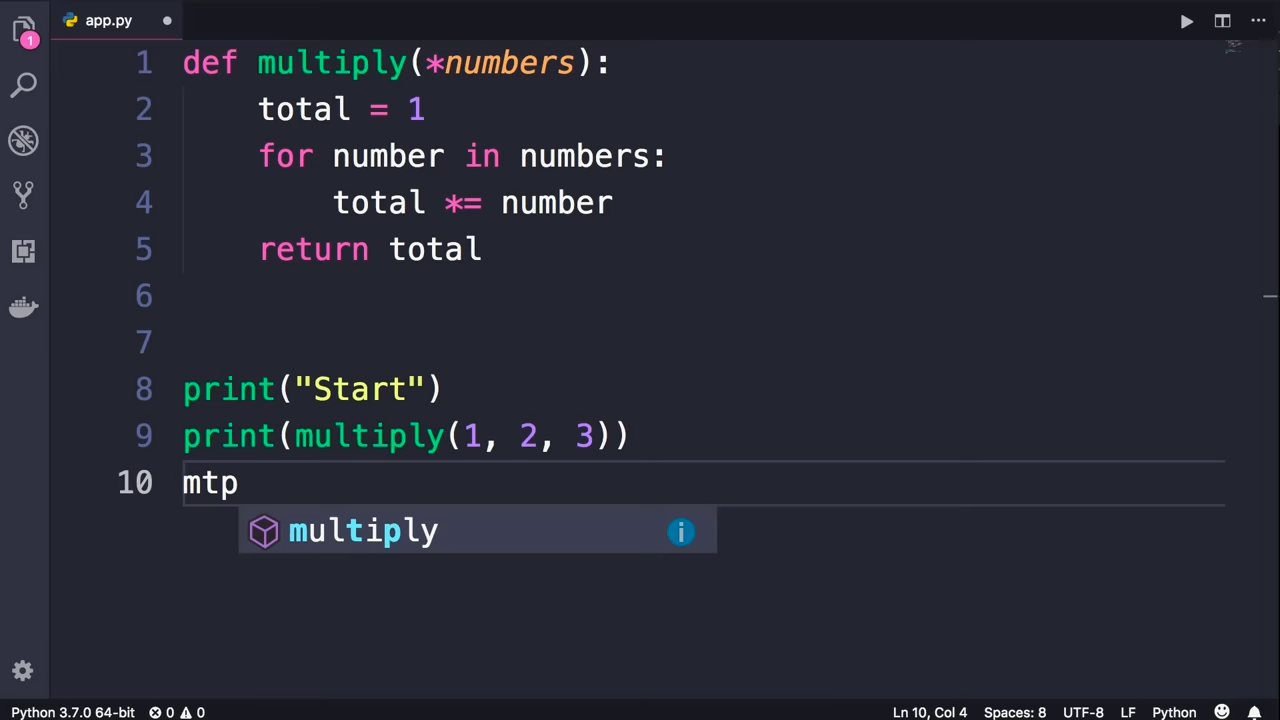 app.py
1
1 def multiply(*numbers):
2 total = 1
3 for number in numbers:
4 total *= number
5 return total
6
7
8 print("Start")
9 print(multiply(1, 2, 3))
10 mtp
multiply
Python 3.7.0 64-bit 0 0 Ln 10, Col 4 Spaces: 8 UTF-8 LF Python